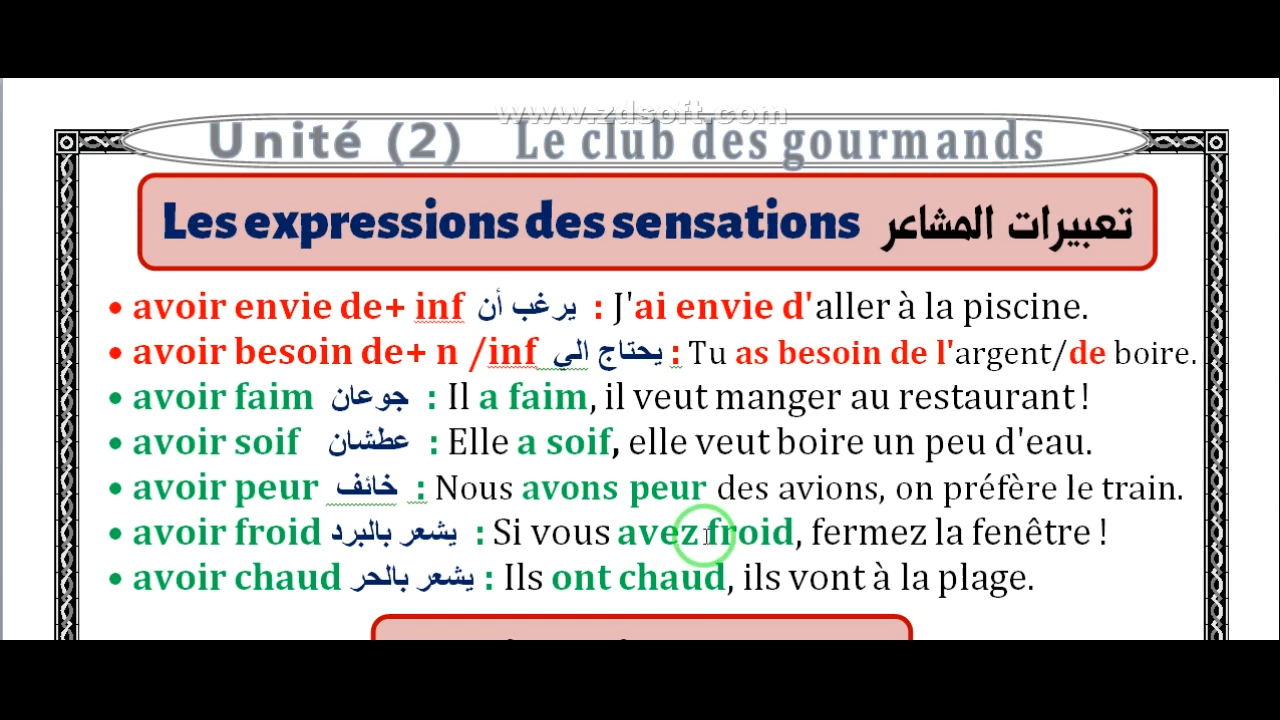 www.zdsoft.com
Unité (2) Le club des gourmands
Les expressions des sensations تعبيرات المشاعر
• avoir envie de+ inf يرغب أن : J'ai envie d'aller à la piscine.
• avoir besoin de+ n /inf يحتاج الي : Tu as besoin de l'argent/de boire.
• avoir faim جوعان : Il a faim, il veut manger au restaurant !
• avoir soif عطشان : Elle a soif, elle veut boire un peu d'eau.
• avoir peur خائف : Nous avons peur des avions, on préfère le train.
• avoir froid يشعر بالبرد : Si vous avez froid, fermez la fenêtre !
• avoir chaud يشعر بالحر : Ils ont chaud, ils vont à la plage.